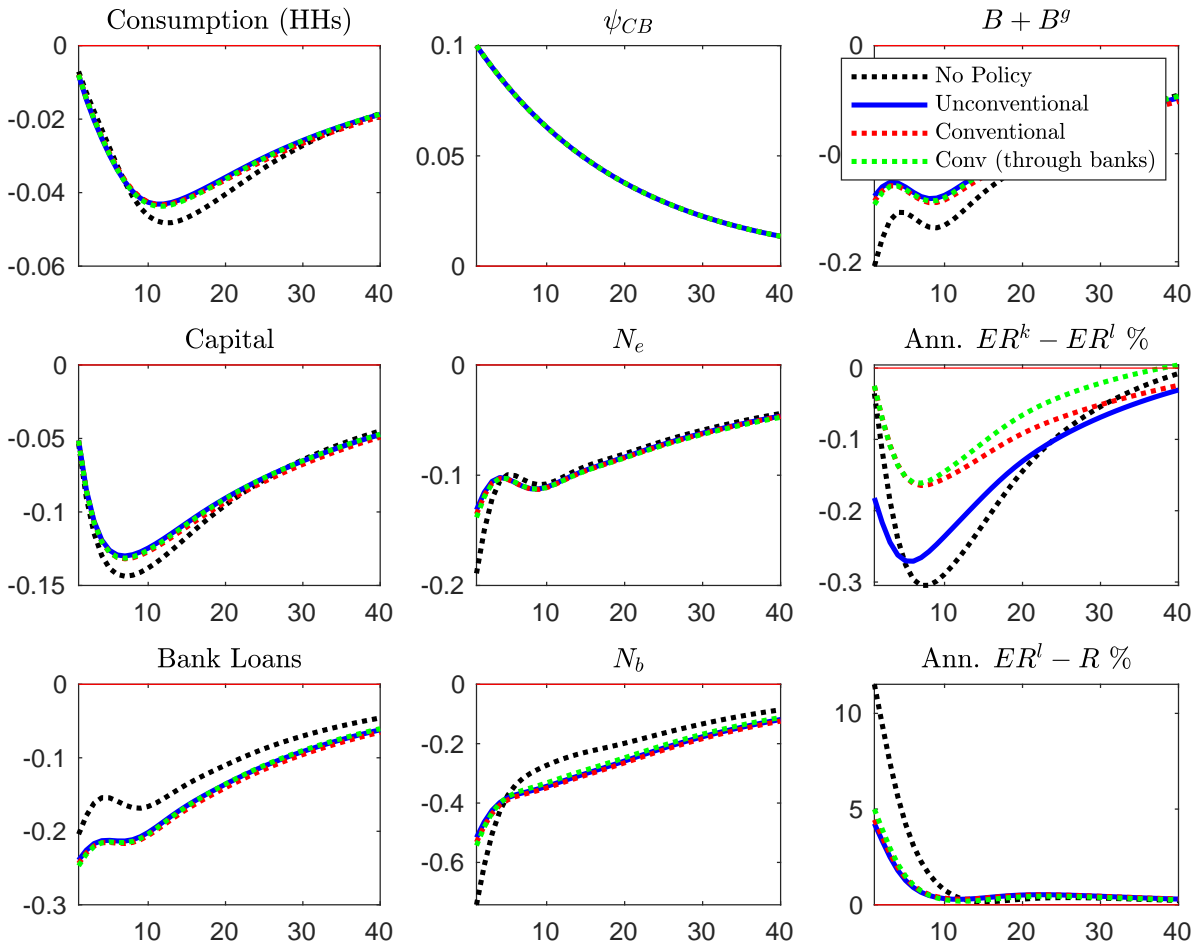 Consumption (HHs)
0
-0.02
-0.04
-0.06
10 20 30 40
ψ_CB
0.1
0.05
0
10 20 30 40
B + B^g
0
-0
-0.2
10 20 30 40
No Policy
Unconventional
Conventional
Conv (through banks)
Capital
0
-0.05
-0.1
-0.15
10 20 30 40
N_e
0
-0.1
-0.2
10 20 30 40
Ann. ER^k − ER^l %
0
-0.1
-0.2
-0.3
10 20 30 40
Bank Loans
0
-0.1
-0.2
-0.3
10 20 30 40
N_b
0
-0.2
-0.4
-0.6
10 20 30 40
Ann. ER^l − R %
10
5
0
10 20 30 40